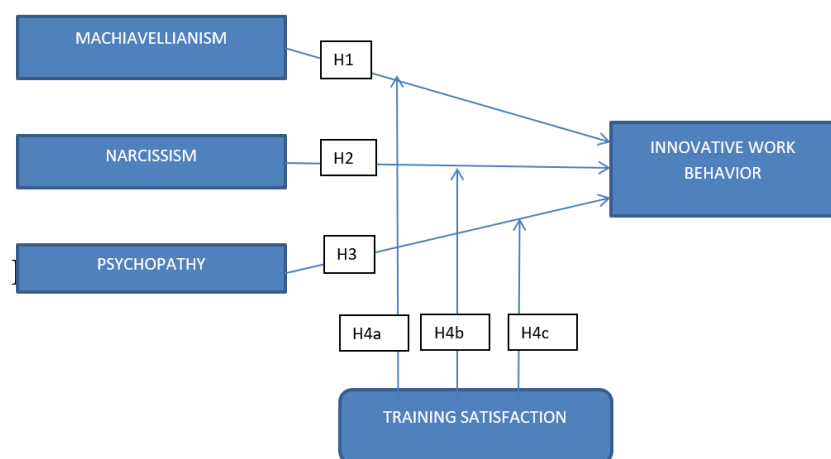 MACHIAVELLIANISM
H1
NARCISSISM
H2
INNOVATIVE WORK
BEHAVIOR
PSYCHOPATHY
H3
H4a
H4b
H4c
TRAINING SATISFACTION